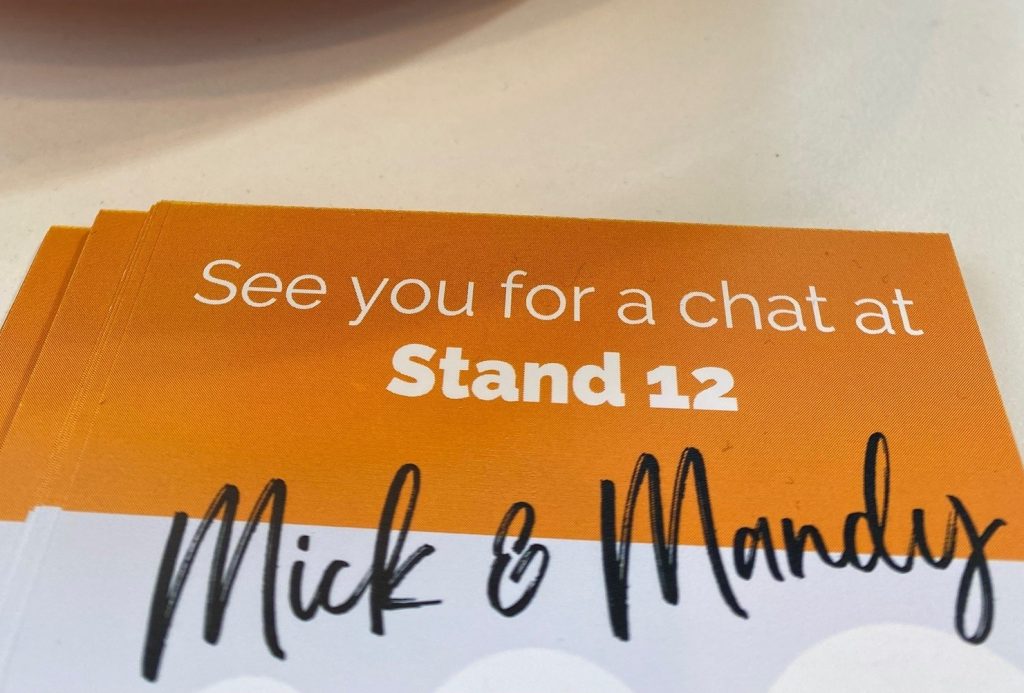 See you for a chat at
Stand 12
Mick & Mandy